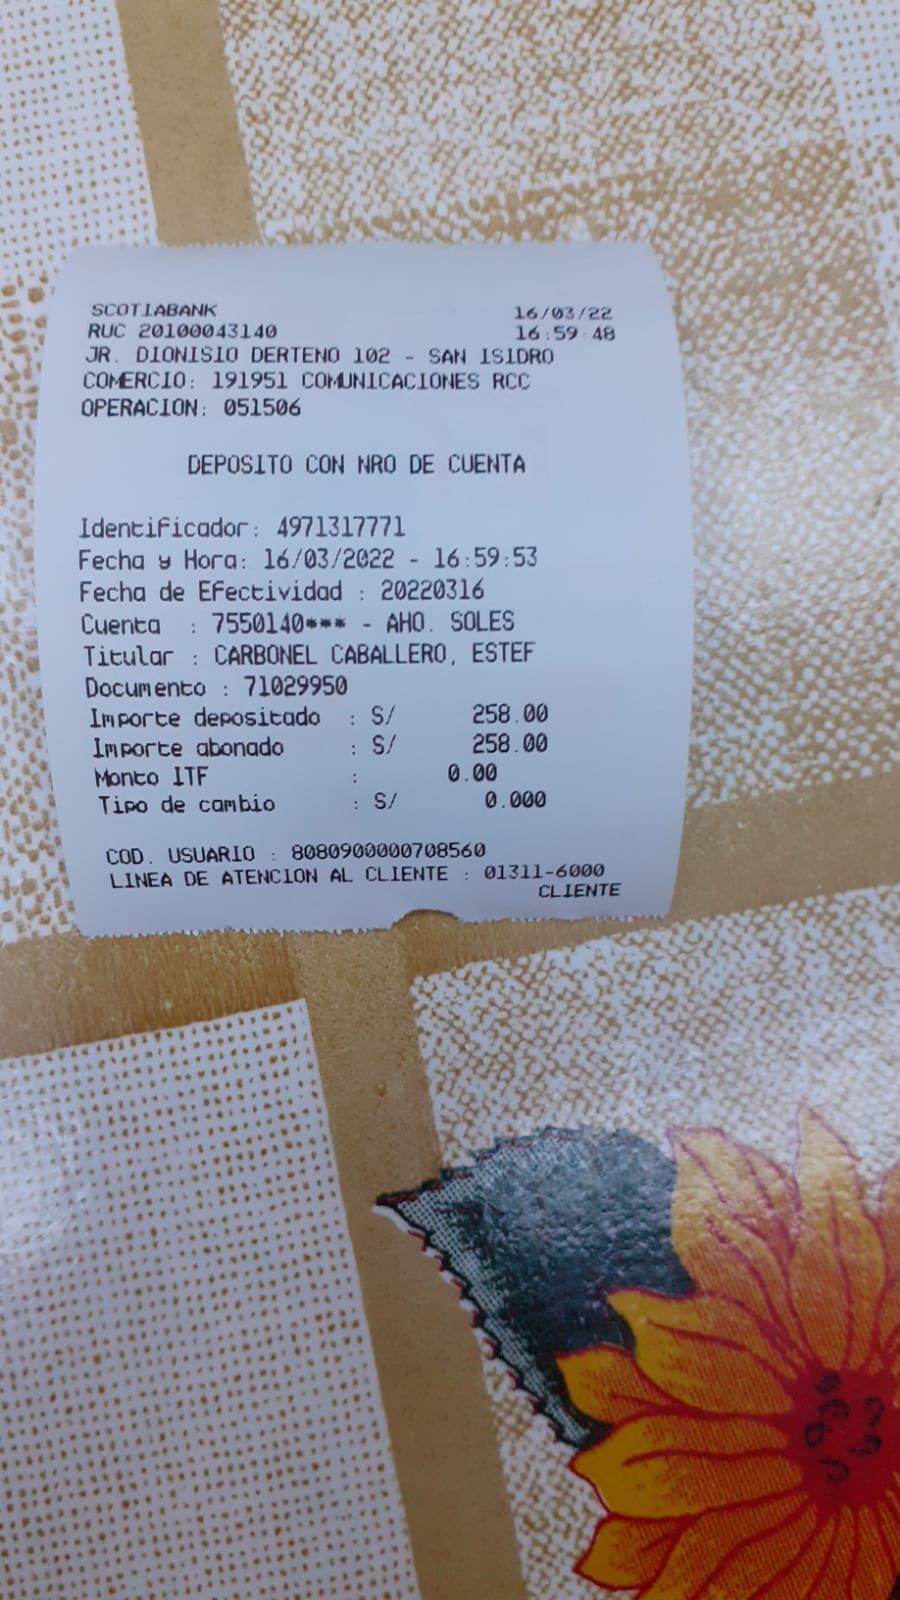 SCOTIABANK 16/03/22
RUC 20100043140 16:59:48
JR. DIONISIO DERTENO 102 - SAN ISIDRO
COMERCIO: 191951 COMUNICACIONES RCC
OPERACION: 051506
DEPOSITO CON NRO DE CUENTA
Identificador: 4971317771
Fecha y Hora: 16/03/2022 - 16:59:53
Fecha de Efectividad : 20220316
Cuenta : 7550140*** - AHO. SOLES
Titular : CARBONEL CABALLERO, ESTEF
Documento : 71029950
Importe depositado : S/ 258.00
Importe abonado : S/ 258.00
Monto ITF : 0.00
Tipo de cambio : S/ 0.000
COD. USUARIO : 8080900000708560
LINEA DE ATENCION AL CLIENTE : 01311-6000
CLIENTE